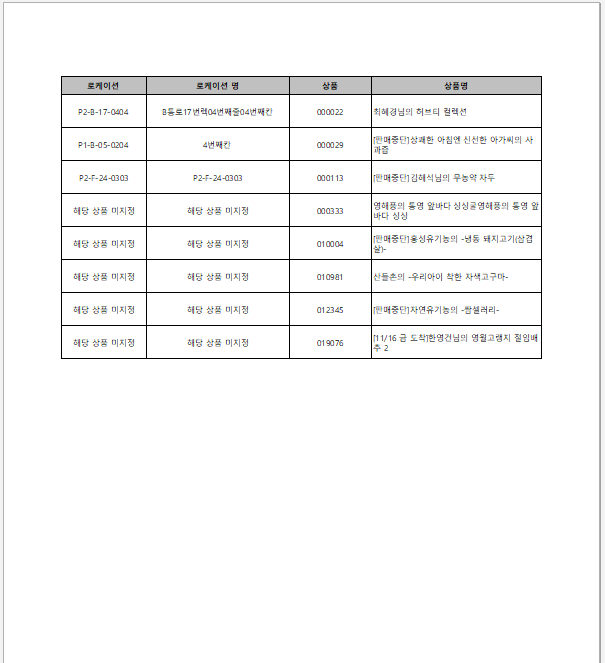 로케이션 로케이션 명 상품 상품명
P2-B-17-0404 B통로17번렉04번째줄04번째칸 000022 최혜경님의 허브티 컬렉션
P1-B-05-0204 4번째칸 000029 [판매중단]상쾌한 아침엔 신선한 아가씨의 사
과즙
P2-F-24-0303 P2-F-24-0303 000113 [판매중단]김해석님의 무농약 자두
해당 상품 미지정 해당 상품 미지정 000333 영해풍의 통영 앞바다 싱싱굴영해풍의 통영 앞
바다 싱싱
해당 상품 미지정 해당 상품 미지정 010004 [판매중단]홍성유기농의 -냉동 돼지고기(삼겹
살)-
해당 상품 미지정 해당 상품 미지정 010981 산들촌의 -우리아이 착한 자색고구마-
해당 상품 미지정 해당 상품 미지정 012345 [판매중단]자연유기농의 -쌈샐러리-
해당 상품 미지정 해당 상품 미지정 019076 [11/16 금 도착]한영건님의 영월고랭지 절임배
추 2